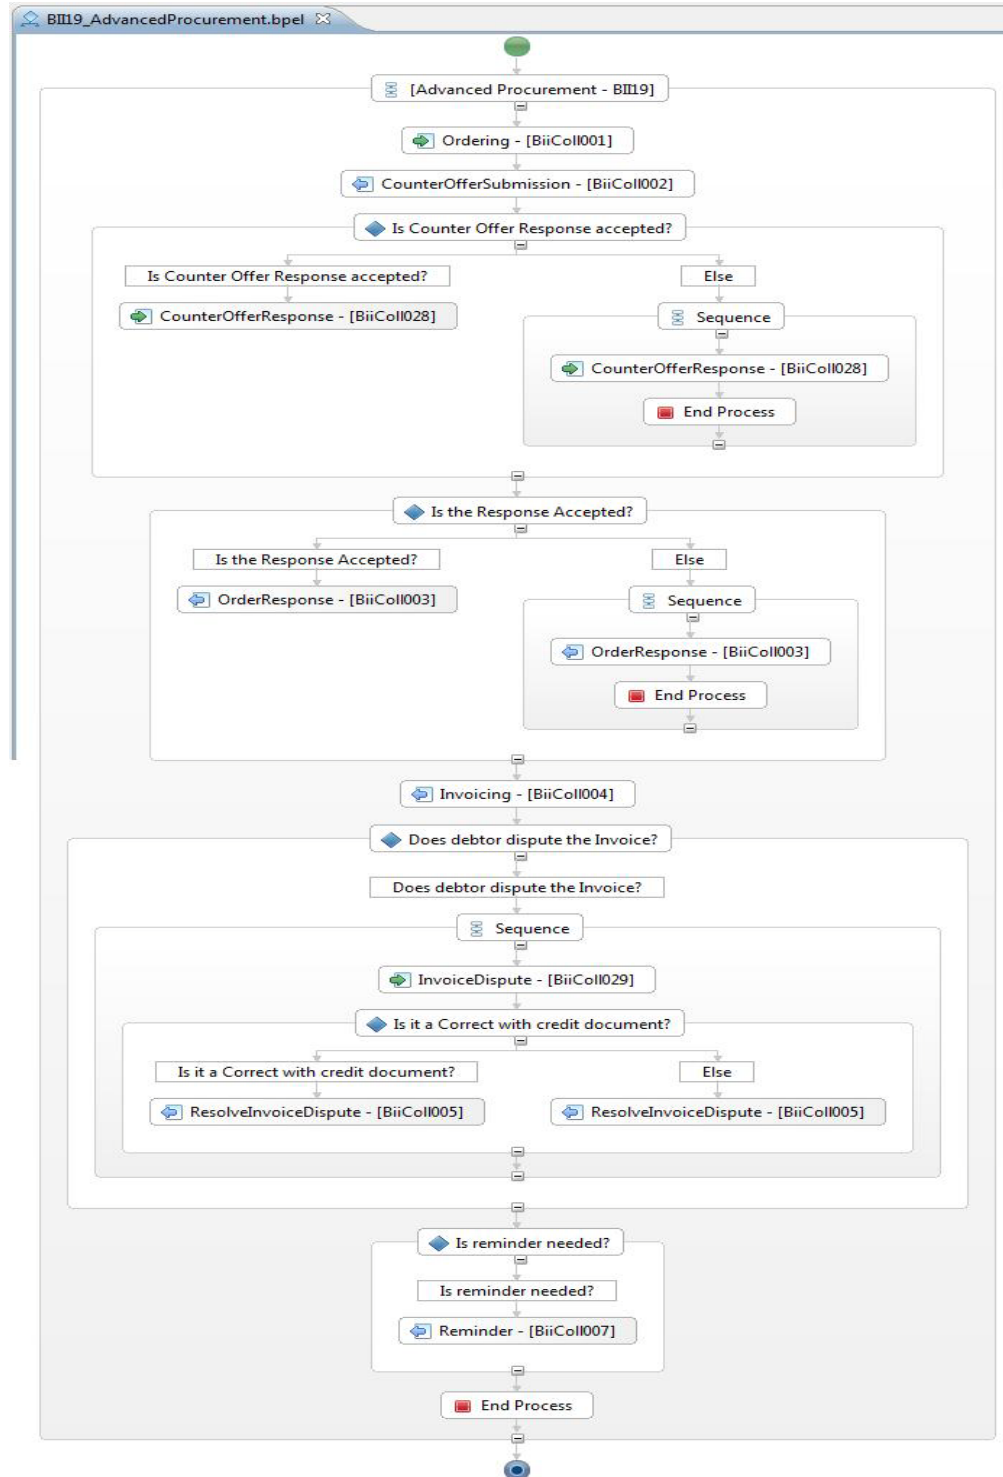 BII19_AdvancedProcurement.bpel
[Advanced Procurement - BII19]
Ordering - [BiiColl001]
CounterOfferSubmission - [BiiColl002]
Is Counter Offer Response accepted?
Is Counter Offer Response accepted? Else
CounterOfferResponse - [BiiColl028] Sequence
CounterOfferResponse - [BiiColl028]
End Process
Is the Response Accepted?
Is the Response Accepted? Else
OrderResponse - [BiiColl003] Sequence
OrderResponse - [BiiColl003]
End Process
Invoicing - [BiiColl004]
Does debtor dispute the Invoice?
Does debtor dispute the Invoice?
Sequence
InvoiceDispute - [BiiColl029]
Is it a Correct with credit document?
Is it a Correct with credit document? Else
ResolveInvoiceDispute - [BiiColl005] ResolveInvoiceDispute - [BiiColl005]
Is reminder needed?
Is reminder needed?
Reminder - [BiiColl007]
End Process